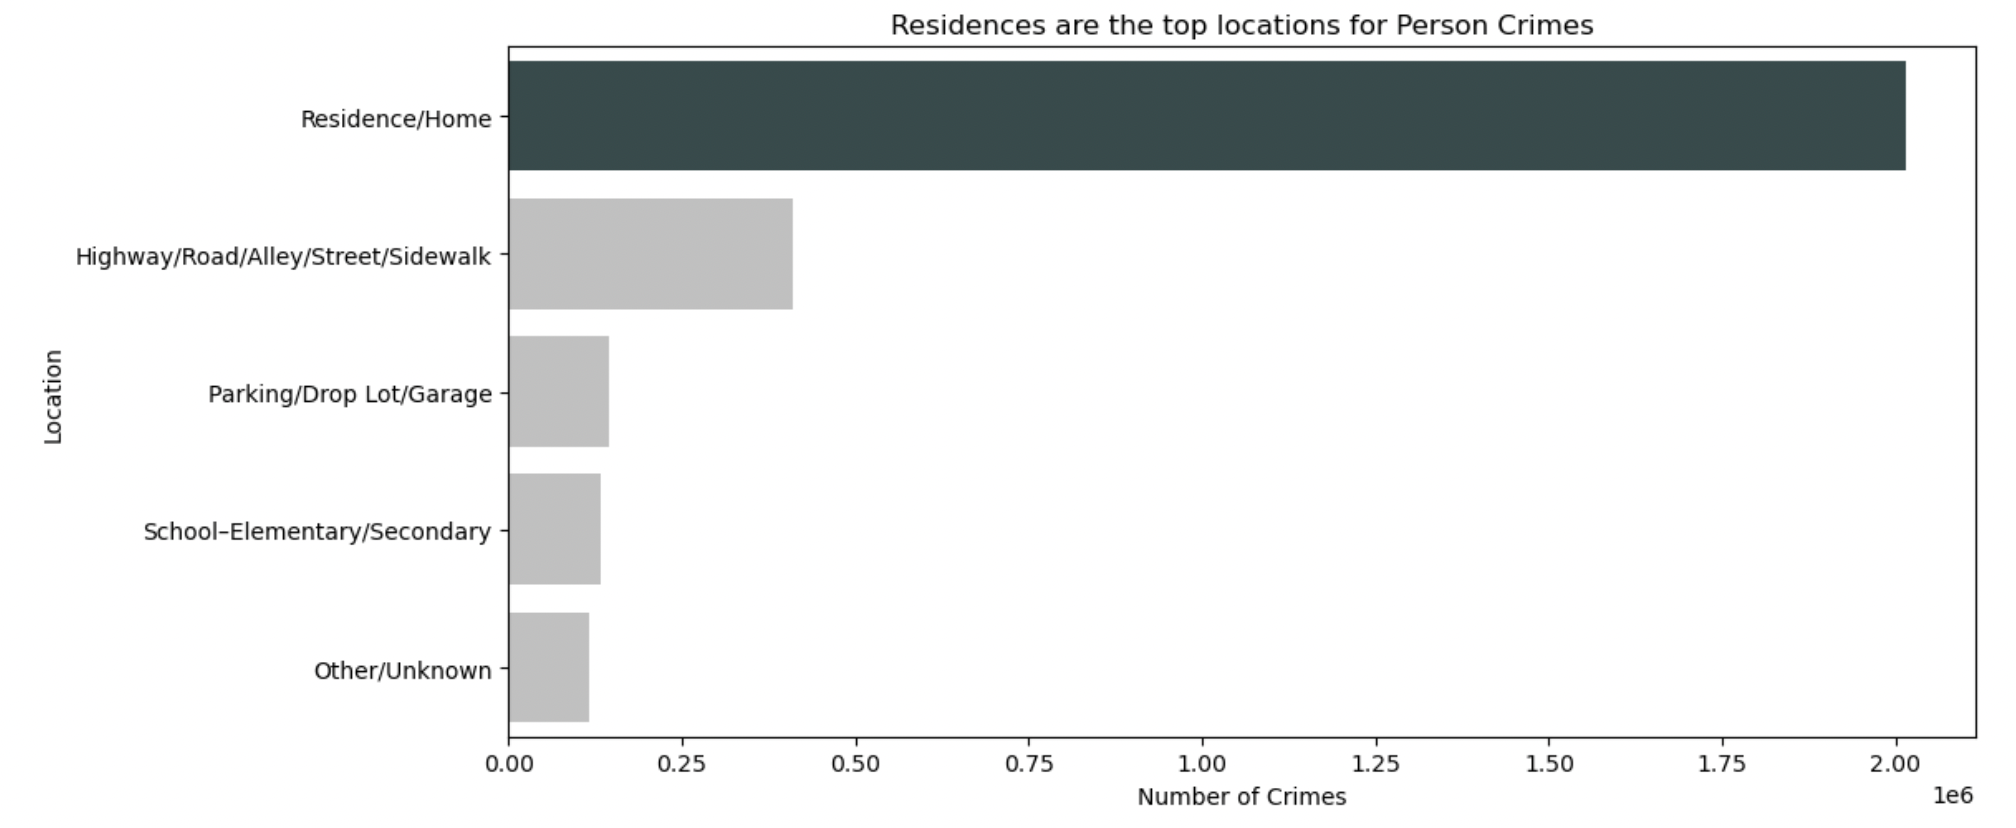 Residences are the top locations for Person Crimes
Location
Residence/Home
Highway/Road/Alley/Street/Sidewalk
Parking/Drop Lot/Garage
School–Elementary/Secondary
Other/Unknown
0.00 0.25 0.50 0.75 1.00 1.25 1.50 1.75 2.00
Number of Crimes
1e6